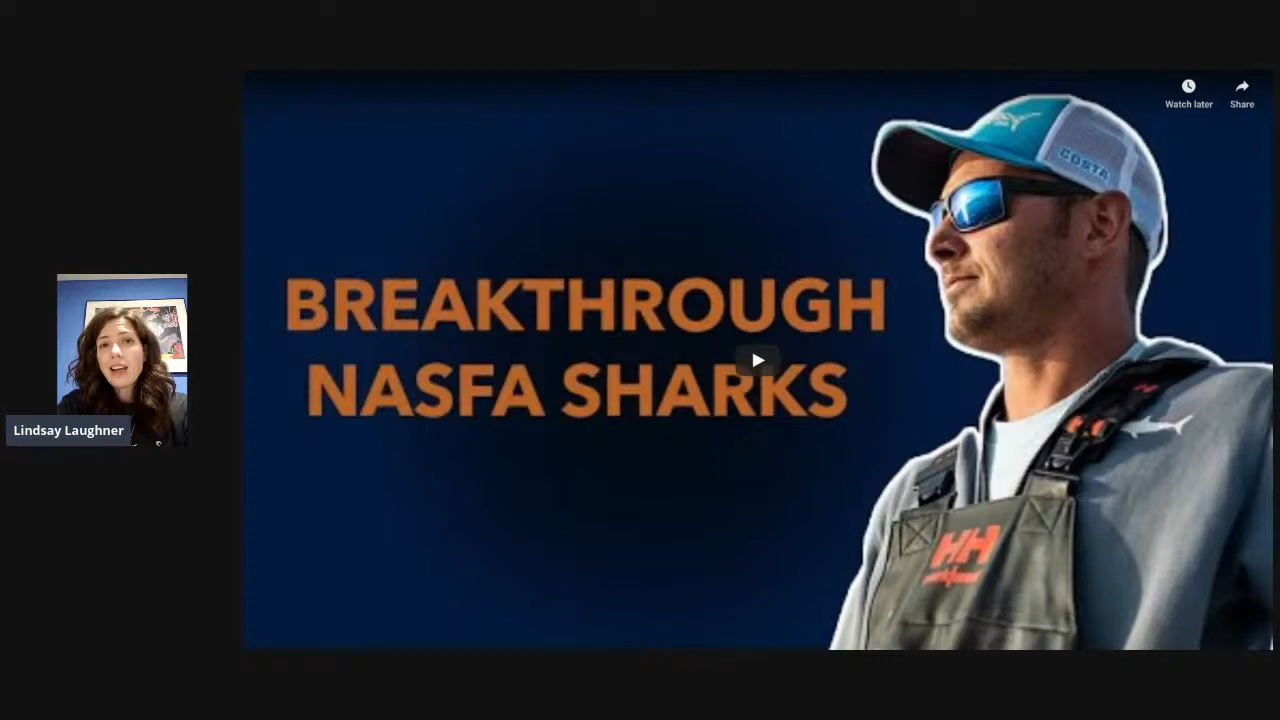 Watch later
Share
COSTA
BREAKTHROUGH
NASFA SHARKS
HH
Lindsay Laughner